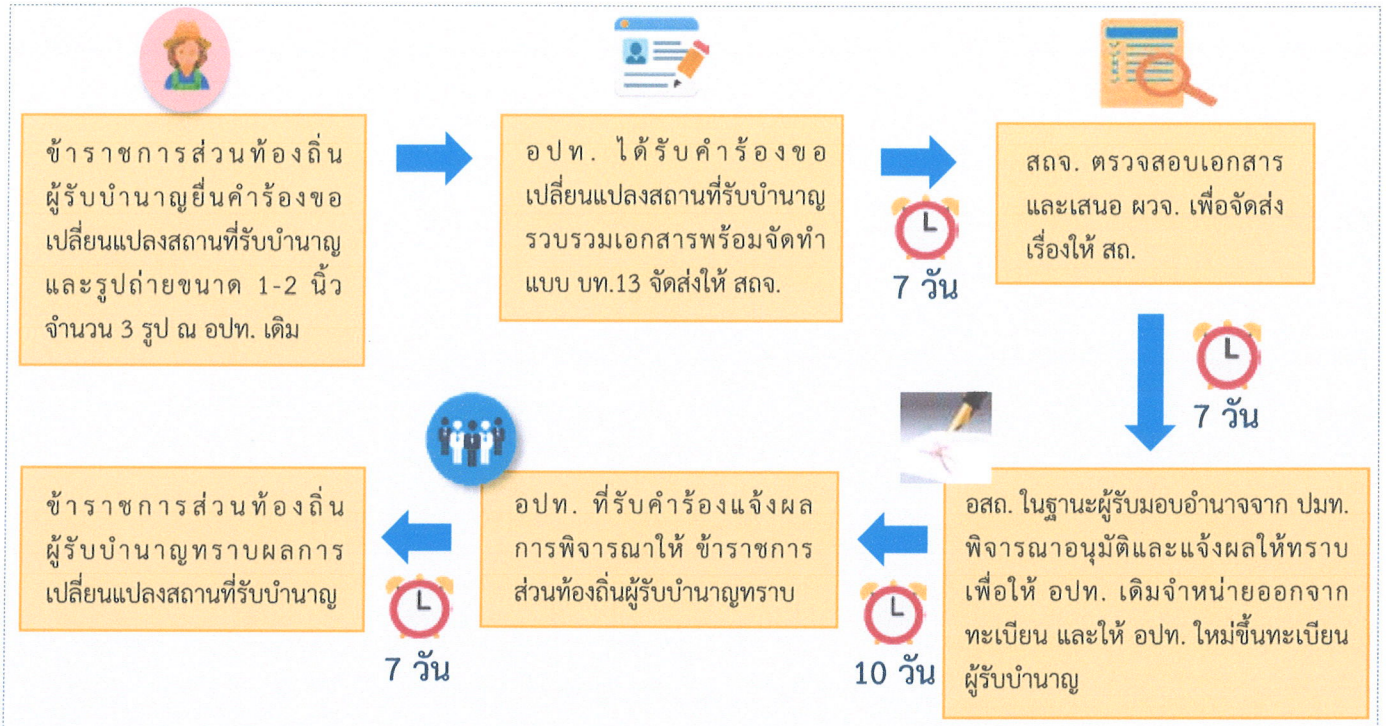 ข้าราชการส่วนท้องถิ่น
ผู้รับบำนาญยื่นคำร้องขอ
เปลี่ยนแปลงสถานที่รับบำนาญ
และรูปถ่ายขนาด 1-2 นิ้ว
จำนวน 3 รูป ณ อปท. เดิม
อปท. ได้รับคำร้องขอ
เปลี่ยนแปลงสถานที่รับบำนาญ
รวบรวมเอกสารพร้อมจัดทำ
แบบ บท.13 จัดส่งให้ สถจ.
7 วัน
สถจ. ตรวจสอบเอกสาร
และเสนอ ผวจ. เพื่อจัดส่ง
เรื่องให้ สถ.
7 วัน
อสถ. ในฐานะผู้รับมอบอำนาจจาก ปมท.
พิจารณาอนุมัติและแจ้งผลให้ทราบ
เพื่อให้ อปท. เดิมจำหน่ายออกจาก
ทะเบียน และให้ อปท. ใหม่ขึ้นทะเบียน
ผู้รับบำนาญ
10 วัน
อปท. ที่รับคำร้องแจ้งผล
การพิจารณาให้ ข้าราชการ
ส่วนท้องถิ่นผู้รับบำนาญทราบ
7 วัน
ข้าราชการส่วนท้องถิ่น
ผู้รับบำนาญทราบผลการ
เปลี่ยนแปลงสถานที่รับบำนาญ